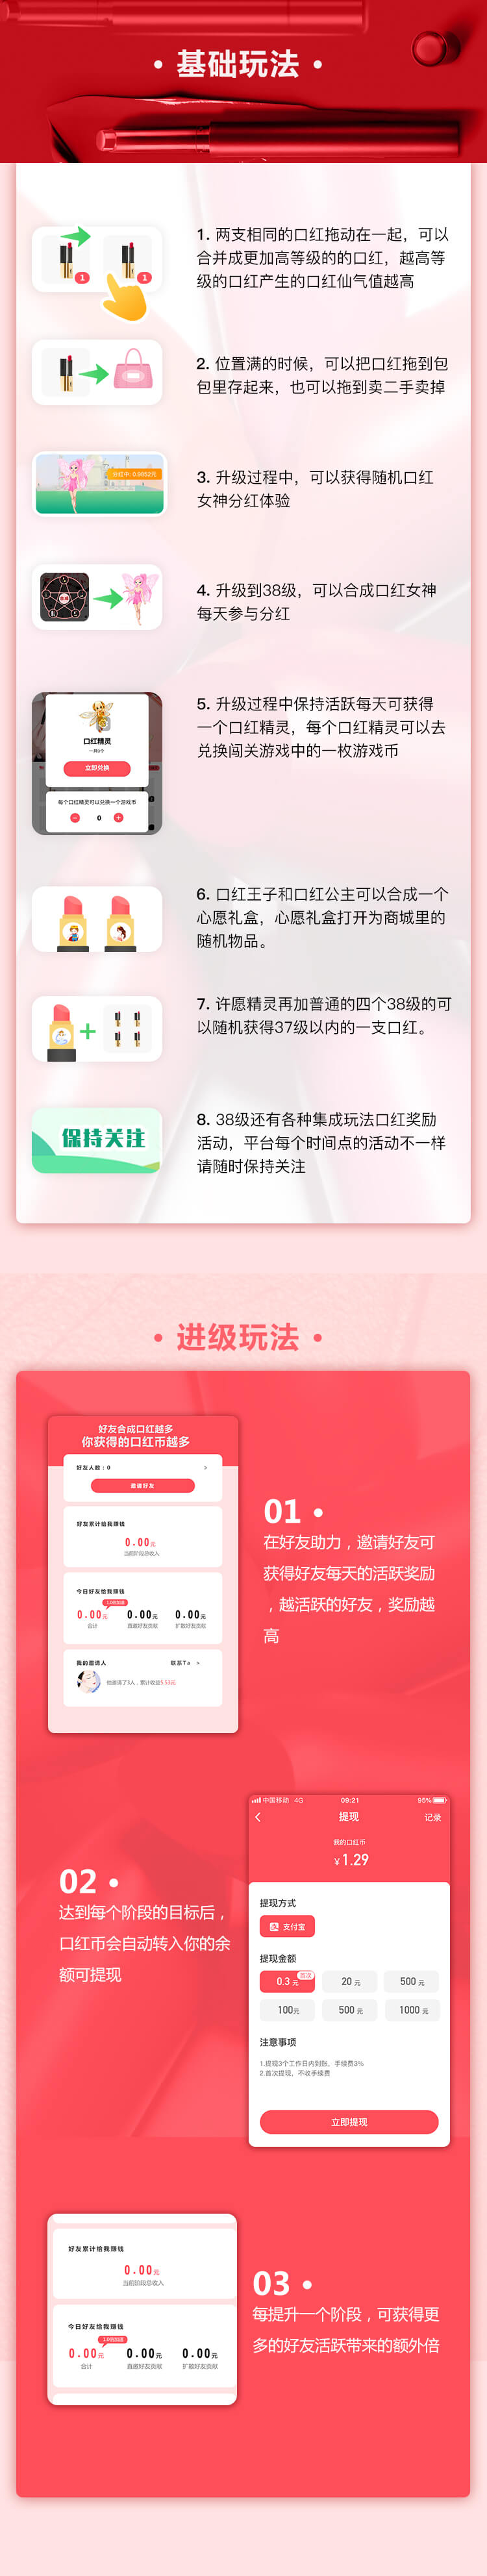 · 基础玩法 ·
1
1
1. 两支相同的口红拖动在一起，可以
合并成更加高等级的的口红，越高等
级的口红产生的口红仙气值越高
2. 位置满的时候，可以把口红拖到包
包里存起来，也可以拖到卖二手卖掉
分红中: 0.8852元
3. 升级过程中，可以获得随机口红
女神分红体验
4. 升级到38级，可以合成口红女神
每天参与分红
口红精灵
一共0个
立即兑换
每个口红精灵可以兑换一个游戏币
- 0 +
5. 升级过程中保持活跃每天可获得
一个口红精灵，每个口红精灵可以去
兑换闯关游戏中的一枚游戏币
6. 口红王子和口红公主可以合成一个
心愿礼盒，心愿礼盒打开为商城里的
随机物品。
+
7. 许愿精灵再加普通的四个38级的可
以随机获得37级以内的一支口红。
保持关注
8. 38级还有各种集成玩法口红奖励
活动，平台每个时间点的活动不一样
请随时保持关注
· 进级玩法 ·
好友合成口红越多
你获得的口红币越多
好友人数：0 >
邀请好友
好友累计给我赚钱
0.00元
当前阶段总收入
今日好友给我赚钱
1.0倍加速
0.00元 0.00元 0.00元
合计 直邀好友贡献 扩散好友贡献
我的邀请人 联系Ta >
他邀请了3人，累计收益5.53元
01 ·
在好友助力，邀请好友可
获得好友每天的活跃奖励
，越活跃的好友，奖励越
高
02 ·
达到每个阶段的目标后，
口红币会自动转入你的余
额可提现
中国移动 4G 09:21 95%
< 提现 记录
我的口红币
¥1.29
提现方式
支付宝
提现金额
首次
0.3 元 20 元 500 元
100元 500 元 1000 元
注意事项
1.提现3个工作日内到账，手续费3%
2.首次提现，不收手续费
立即提现
好友累计给我赚钱
0.00元
当前阶段总收入
今日好友给我赚钱
1.0倍加速
0.00元 0.00元 0.00元
合计 直邀好友贡献 扩散好友贡献
03 ·
每提升一个阶段，可获得更
多的好友活跃带来的额外倍